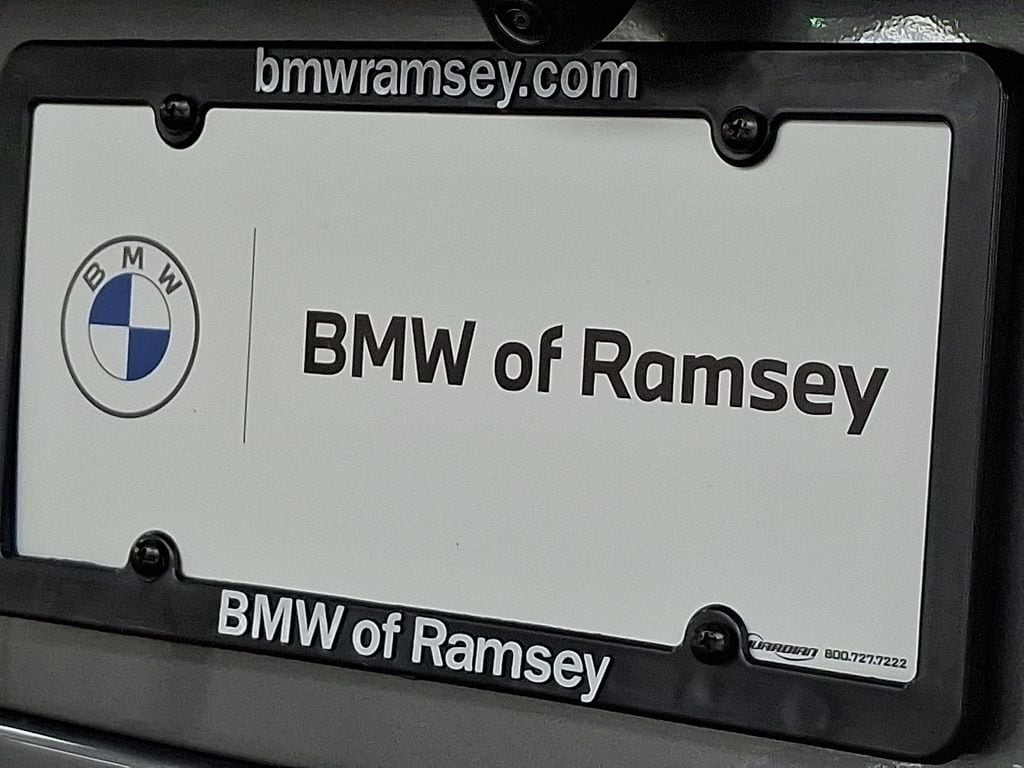 bmwramsey.com
BMW
BMW of Ramsey
BMW of Ramsey
GUARDIAN 800.727.7222